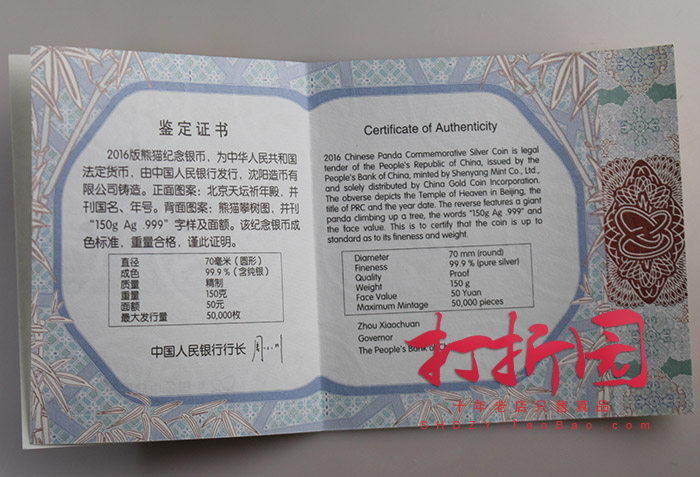 鉴定证书
2016版熊猫纪念银币，为中华人民共和国
法定货币，由中国人民银行发行，沈阳造币有
限公司铸造。正面图案：北京天坛祈年殿，并
刊国名、年号。背面图案：熊猫攀树图，并刊
“150g Ag .999”字样及面额。该纪念银币成
色标准，重量合格，谨此证明。
直径 70毫米（圆形）
成色 99.9%（含纯银）
质量 精制
重量 150克
面额 50元
最大发行量 50,000枚
中国人民银行行长
Certificate of Authenticity
2016 Chinese Panda Commemorative Silver Coin is legal
tender of the People's Republic of China, issued by the
People's Bank of China, minted by Shenyang Mint Co., Ltd.,
and solely distributed by China Gold Coin Incorporation.
The obverse depicts the Temple of Heaven in Beijing, the
title of PRC and the year date. The reverse features a giant
panda climbing up a tree, the words "150g Ag .999" and
the face value. This is to certify that the coin is up to
standard as to its fineness and weight.
Diameter 70 mm (round)
Fineness 99.9 % (pure silver)
Quality Proof
Weight 150 g
Face Value 50 Yuan
Maximum Mintage 50,000 pieces
Zhou Xiaochuan
Governor
The People's Bank of Ch
打折园
十年老店只售真品
SHDZY.taoBao.com